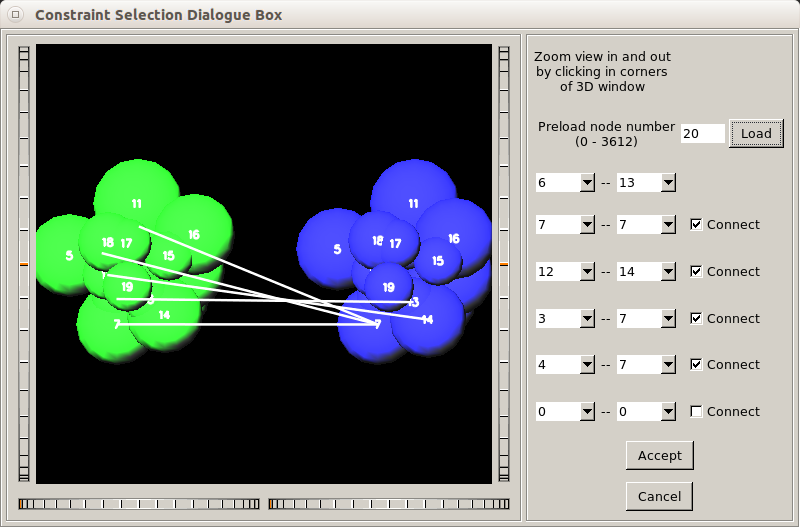 Constraint Selection Dialogue Box
Zoom view in and out
by clicking in corners
of 3D window
Preload node number
(0 - 3612)
20
Load
6 -- 13
7 -- 7 Connect
12 -- 14 Connect
3 -- 7 Connect
4 -- 7 Connect
0 -- 0 Connect
Accept
Cancel
11
16
5
18
17
15
19
14
7
11
16
5
18
17
15
19
13
14
7